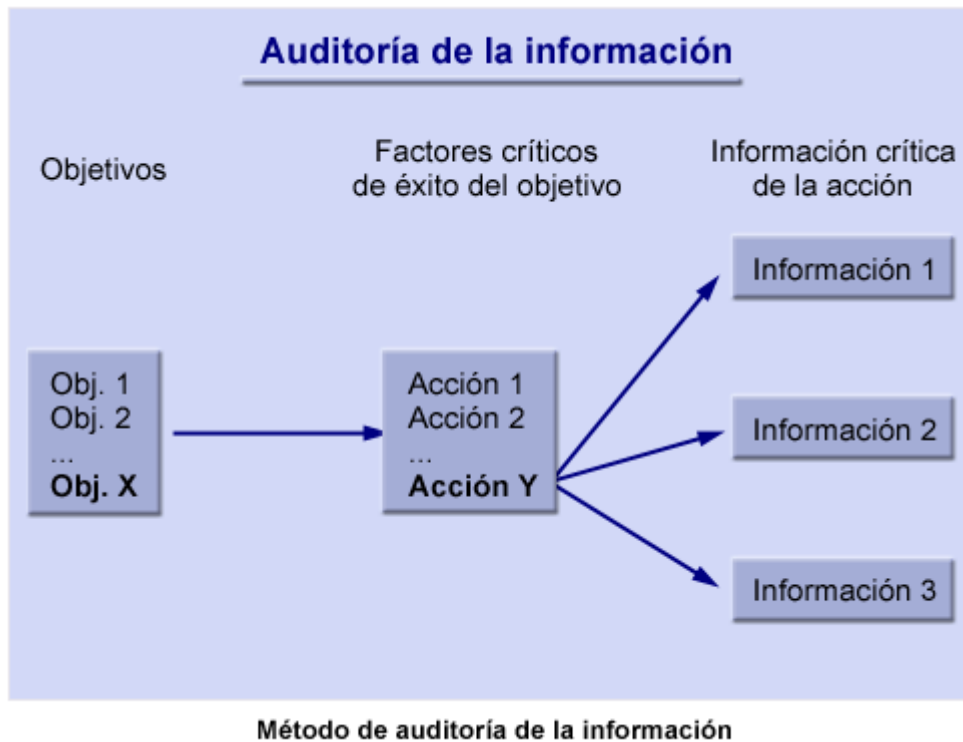 Auditoría de la información
Objetivos
Factores críticos
de éxito del objetivo
Información crítica
de la acción
Obj. 1
Obj. 2
...
Obj. X
Acción 1
Acción 2
...
Acción Y
Información 1
Información 2
Información 3
Método de auditoría de la información